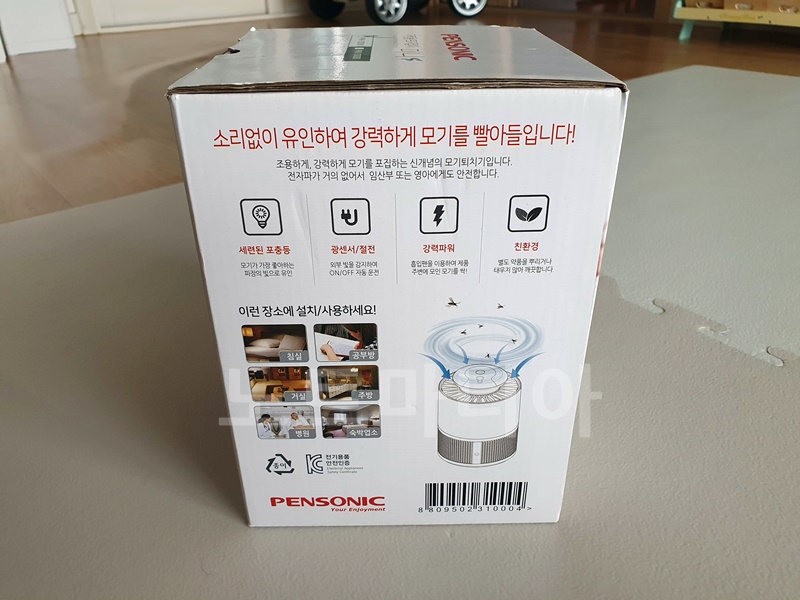 PENSONIC
소리없이 유인하여 강력하게 모기를 빨아들입니다!
조용하게, 강력하게 모기를 포집하는 신개념의 모기퇴치기입니다.
전자파가 거의 없어서 임산부 또는 영아에게도 안전합니다.
세련된 포충등
모기가 가장 좋아하는
파장의 빛으로 유인
광센서/절전
외부 빛을 감지하여
ON/OFF 자동 운전
강력파워
흡입팬을 이용하여 제품
주변에 모인 모기를 싹!
친환경
별도 약품을 뿌리거나
태우지 않아 깨끗합니다.
이런 장소에 설치/사용하세요!
침실
공부방
거실
주방
병원
숙박업소
종이
전기용품
안전인증
Electrical Appliances
Safety Certificate
PENSONIC
Your Enjoyment
8 809502 310004 >